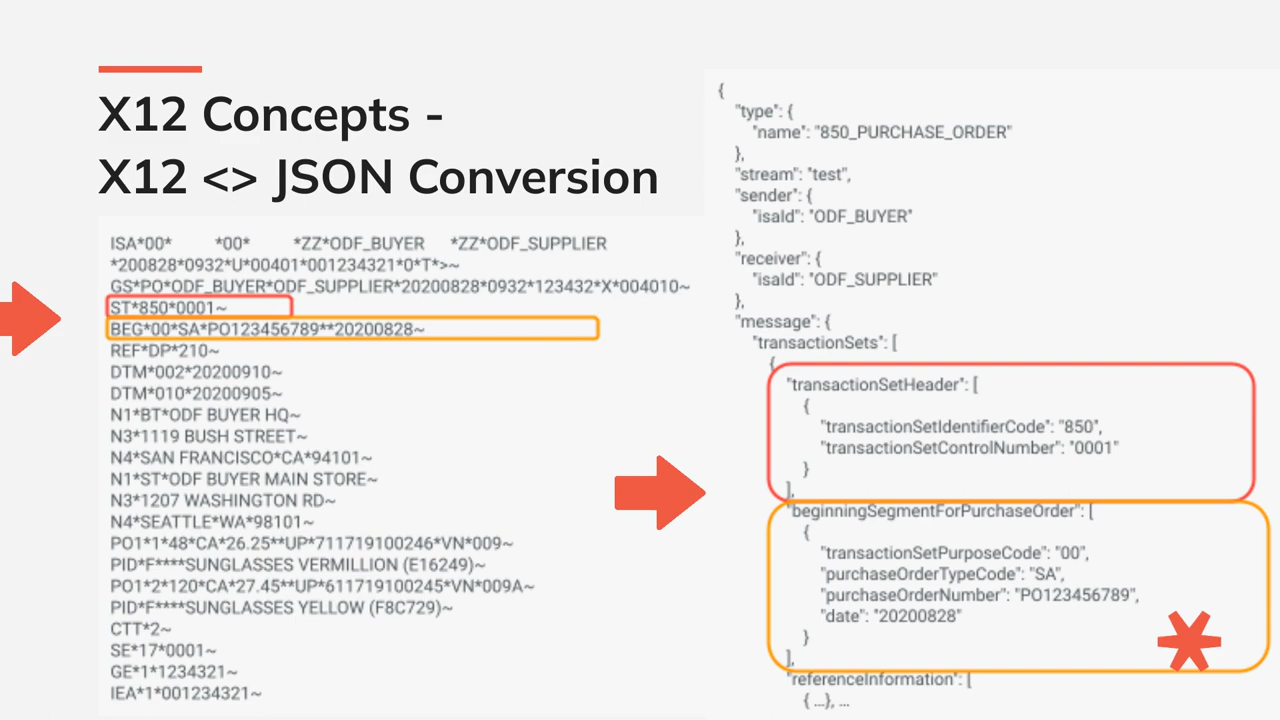 X12 Concepts -
X12 <> JSON Conversion
ISA*00* *00* *ZZ*ODF_BUYER *ZZ*ODF_SUPPLIER
*200828*0932*U*00401*001234321*0*T*>~
GS*PO*ODF_BUYER*ODF_SUPPLIER*20200828*0932*123432*X*004010~
ST*850*0001~
BEG*00*SA*PO123456789**20200828~
REF*DP*210~
DTM*002*20200910~
DTM*010*20200905~
N1*BT*ODF BUYER HQ~
N3*1119 BUSH STREET~
N4*SAN FRANCISCO*CA*94101~
N1*ST*ODF BUYER MAIN STORE~
N3*1207 WASHINGTON RD~
N4*SEATTLE*WA*98101~
PO1*1*48*CA*26.25**UP*711719100246*VN*009~
PID*F****SUNGLASSES VERMILLION (E16249)~
PO1*2*120*CA*27.45**UP*611719100245*VN*009A~
PID*F****SUNGLASSES YELLOW (F8C729)~
CTT*2~
SE*17*0001~
GE*1*1234321~
IEA*1*001234321~
{
"type": {
"name": "850_PURCHASE_ORDER"
},
"stream": "test",
"sender": {
"isaId": "ODF_BUYER"
},
"receiver": {
"isaId": "ODF_SUPPLIER"
},
"message": {
"transactionSets": [
{
"transactionSetHeader": [
{
"transactionSetIdentifierCode": "850",
"transactionSetControlNumber": "0001"
}
],
"beginningSegmentForPurchaseOrder": [
{
"transactionSetPurposeCode": "00",
"purchaseOrderTypeCode": "SA",
"purchaseOrderNumber": "PO123456789",
"date": "20200828"
}
],
"referenceInformation": [
{ ...}, ...